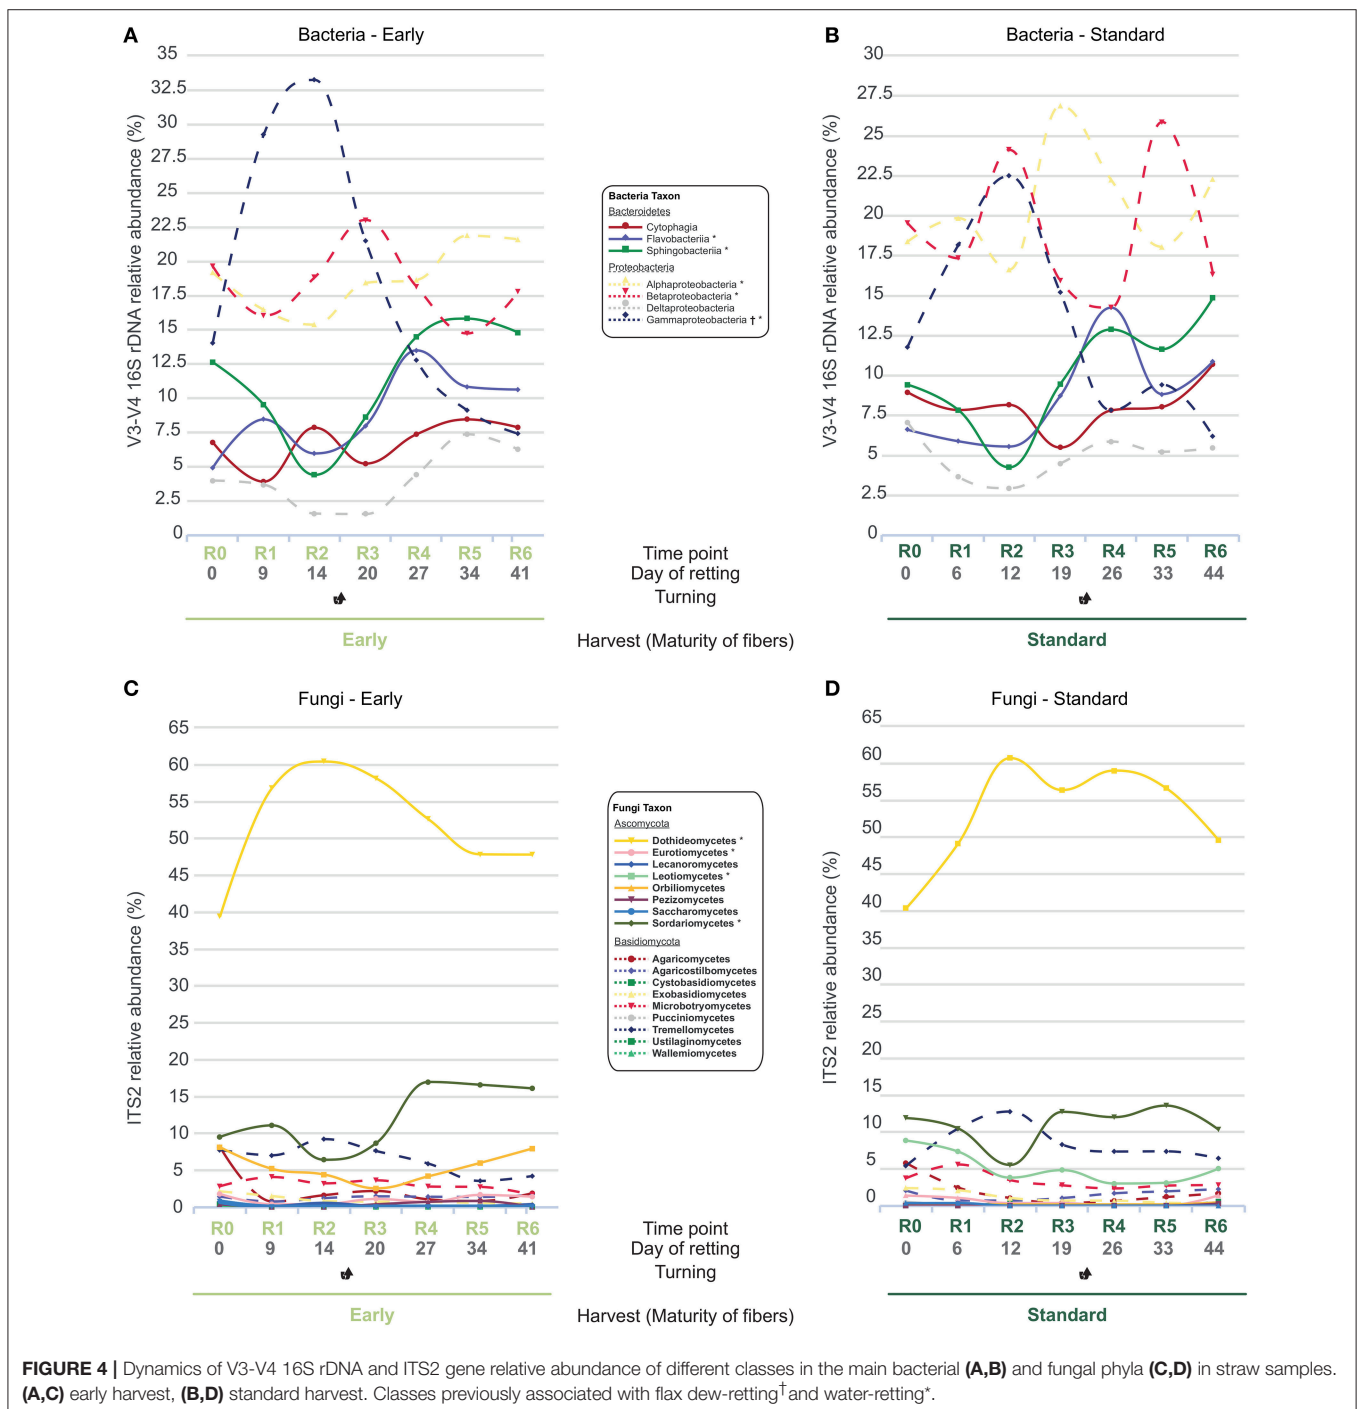 A
Bacteria - Early
V3-V4 16S rDNA relative abundance (%)
35
32.5
30
27.5
25
22.5
20
17.5
15
12.5
10
7.5
5
2.5
0
R0 R1 R2 R3 R4 R5 R6
0 9 14 20 27 34 41
Early
Bacteria Taxon
Bacteroidetes
Cytophagia
Flavobacteriia *
Sphingobacteriia *
Proteobacteria
Alphaproteobacteria *
Betaproteobacteria *
Deltaproteobacteria
Gammaproteobacteria † *
Time point
Day of retting
Turning
Harvest (Maturity of fibers)
B
Bacteria - Standard
V3-V4 16S rDNA relative abundance (%)
30
27.5
25
22.5
20
17.5
15
12.5
10
7.5
5
2.5
0
R0 R1 R2 R3 R4 R5 R6
0 6 12 19 26 33 44
Standard
C
Fungi - Early
ITS2 relative abundance (%)
65
60
55
50
45
40
35
30
25
20
15
10
5
0
R0 R1 R2 R3 R4 R5 R6
0 9 14 20 27 34 41
Early
Fungi Taxon
Ascomycota
Dothideomycetes *
Eurotiomycetes *
Lecanoromycetes
Leotiomycetes *
Orbiliomycetes
Pezizomycetes
Saccharomycetes
Sordariomycetes *
Basidiomycota
Agaricomycetes
Agaricostilbomycetes
Cystobasidiomycetes
Exobasidiomycetes
Microbotryomycetes
Pucciniomycetes
Tremellomycetes
Ustilaginomycetes
Wallemiomycetes
Time point
Day of retting
Turning
Harvest (Maturity of fibers)
D
Fungi - Standard
ITS2 relative abundance (%)
65
60
55
50
45
40
35
30
25
20
15
10
5
0
R0 R1 R2 R3 R4 R5 R6
0 6 12 19 26 33 44
Standard
FIGURE 4 | Dynamics of V3-V4 16S rDNA and ITS2 gene relative abundance of different classes in the main bacterial (A,B) and fungal phyla (C,D) in straw samples.
(A,C) early harvest, (B,D) standard harvest. Classes previously associated with flax dew-retting† and water-retting*.